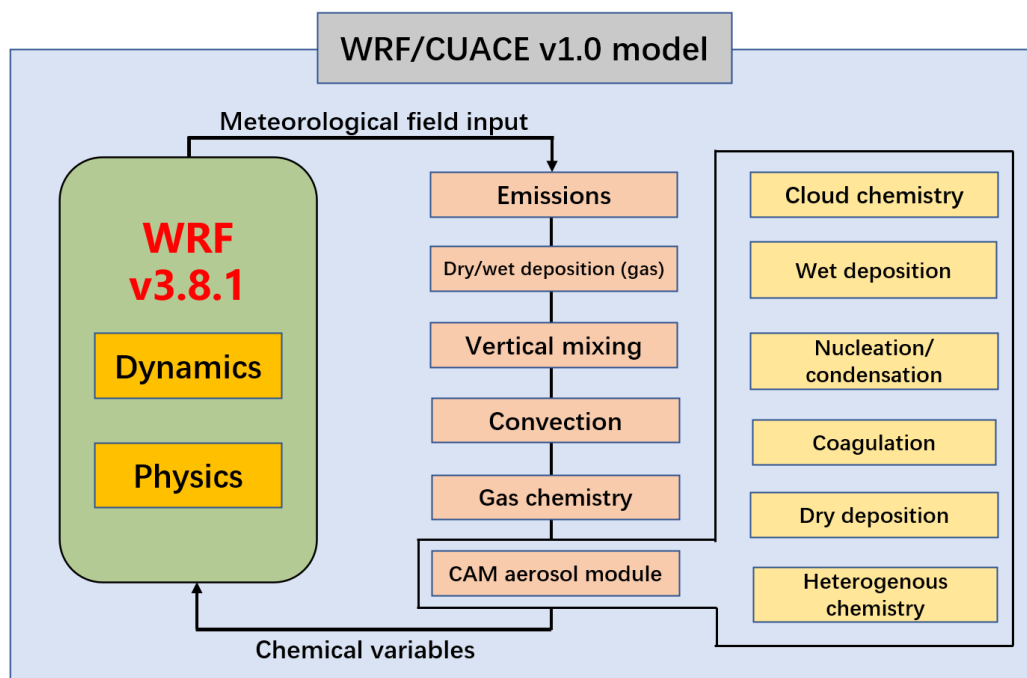 WRF/CUACE v1.0 model
Meteorological field input
WRF
v3.8.1
Dynamics
Physics
Emissions
Dry/wet deposition (gas)
Vertical mixing
Convection
Gas chemistry
CAM aerosol module
Cloud chemistry
Wet deposition
Nucleation/
condensation
Coagulation
Dry deposition
Heterogenous
chemistry
Chemical variables